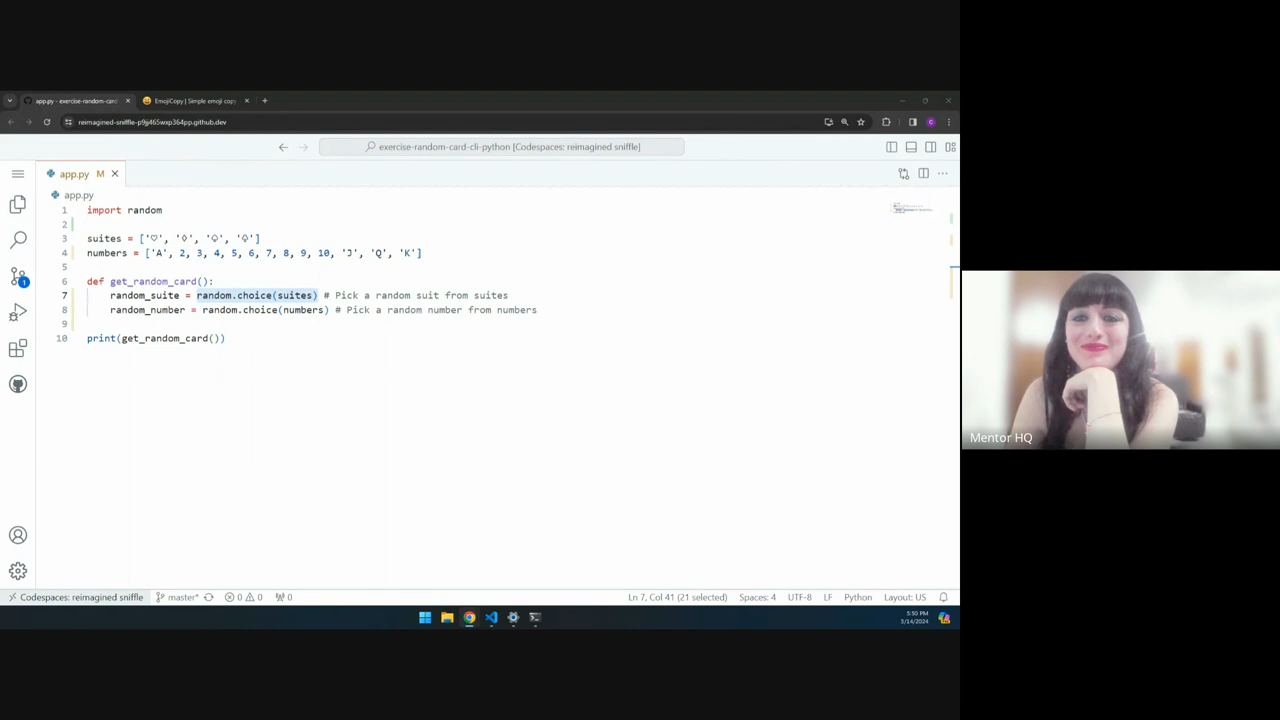 app.py - exercise-random-card
EmojiCopy | Simple emoji copy
reimagined-sniffle-p9jj465wxp364pp.github.dev
exercise-random-card-cli-python [Codespaces: reimagined sniffle]
app.py M
app.py
1 import random
2
3 suites = ['♡', '♢', '♤', '♧']
4 numbers = ['A', 2, 3, 4, 5, 6, 7, 8, 9, 10, 'J', 'Q', 'K']
5
6 def get_random_card():
7 random_suite = random.choice(suites) # Pick a random suit from suites
8 random_number = random.choice(numbers) # Pick a random number from numbers
9
10 print(get_random_card())
1
Mentor HQ
Codespaces: reimagined sniffle master* 0 0 0 Ln 7, Col 41 (21 selected) Spaces: 4 UTF-8 LF Python Layout: US
5:50 PM
3/14/2024